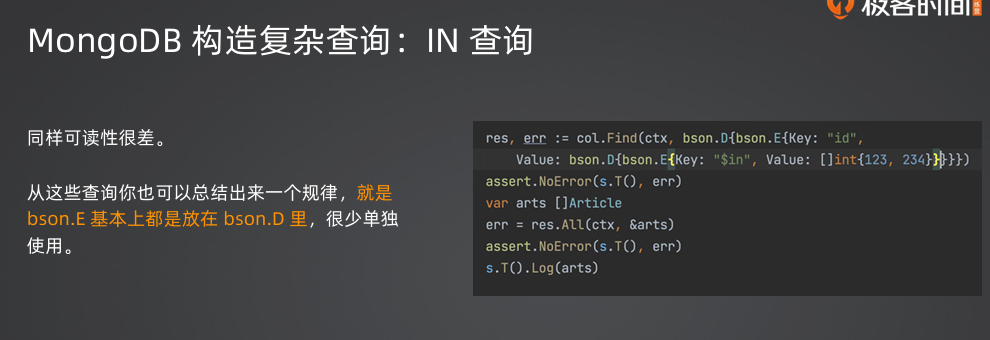 极客时间
MongoDB 构造复杂查询：IN 查询
同样可读性很差。
从这些查询你也可以总结出来一个规律，就是
bson.E 基本上都是放在 bson.D 里，很少单独
使用。
res, err := col.Find(ctx, bson.D{bson.E{Key: "id",
Value: bson.D{bson.E{Key: "$in", Value: []int{123, 234}}}}})
assert.NoError(s.T(), err)
var arts []Article
err = res.All(ctx, &arts)
assert.NoError(s.T(), err)
s.T().Log(arts)